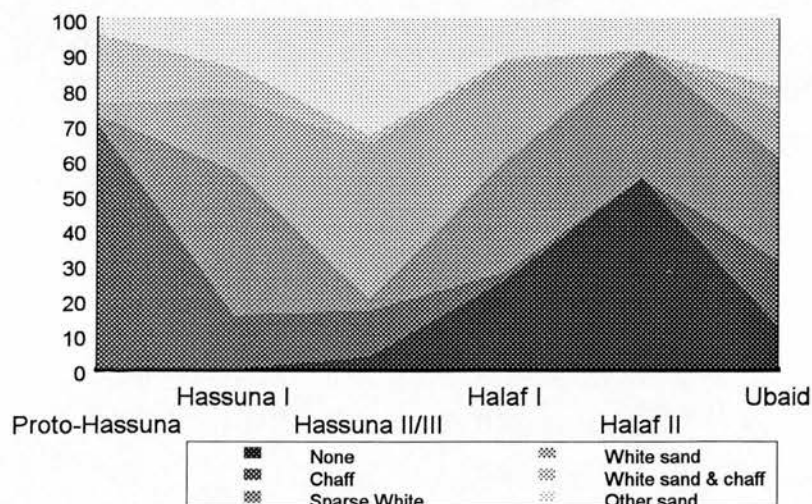 100
90
80
70
60
50
40
30
20
10
0
Hassuna I Halaf I Ubaid
Proto-Hassuna Hassuna II/III Halaf II
None White sand
Chaff White sand & chaff
Sparse White Other sand